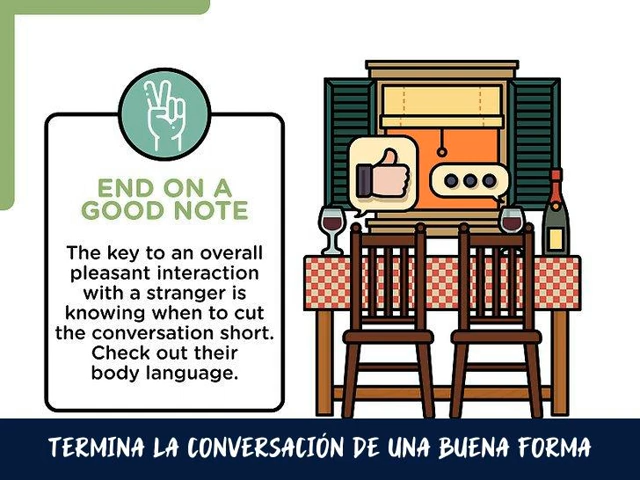 END ON A
GOOD NOTE
The key to an overall
pleasant interaction
with a stranger is
knowing when to cut
the conversation short.
Check out their
body language.
TERMINA LA CONVERSACIÓN DE UNA BUENA FORMA